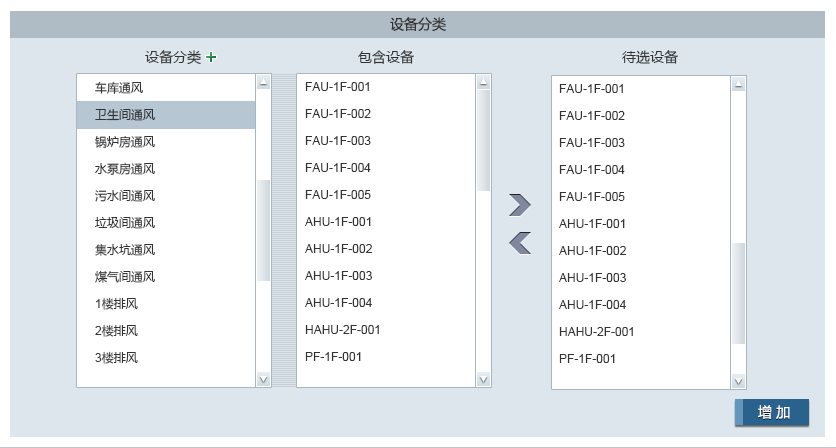 设备分类
设备分类
车库通风
卫生间通风
锅炉房通风
水泵房通风
污水间通风
垃圾间通风
集水坑通风
煤气间通风
1楼排风
2楼排风
3楼排风
包含设备
FAU-1F-001
FAU-1F-002
FAU-1F-003
FAU-1F-004
FAU-1F-005
AHU-1F-001
AHU-1F-002
AHU-1F-003
AHU-1F-004
HAHU-2F-001
PF-1F-001
待选设备
FAU-1F-001
FAU-1F-002
FAU-1F-003
FAU-1F-004
FAU-1F-005
AHU-1F-001
AHU-1F-002
AHU-1F-003
AHU-1F-004
HAHU-2F-001
PF-1F-001
增加